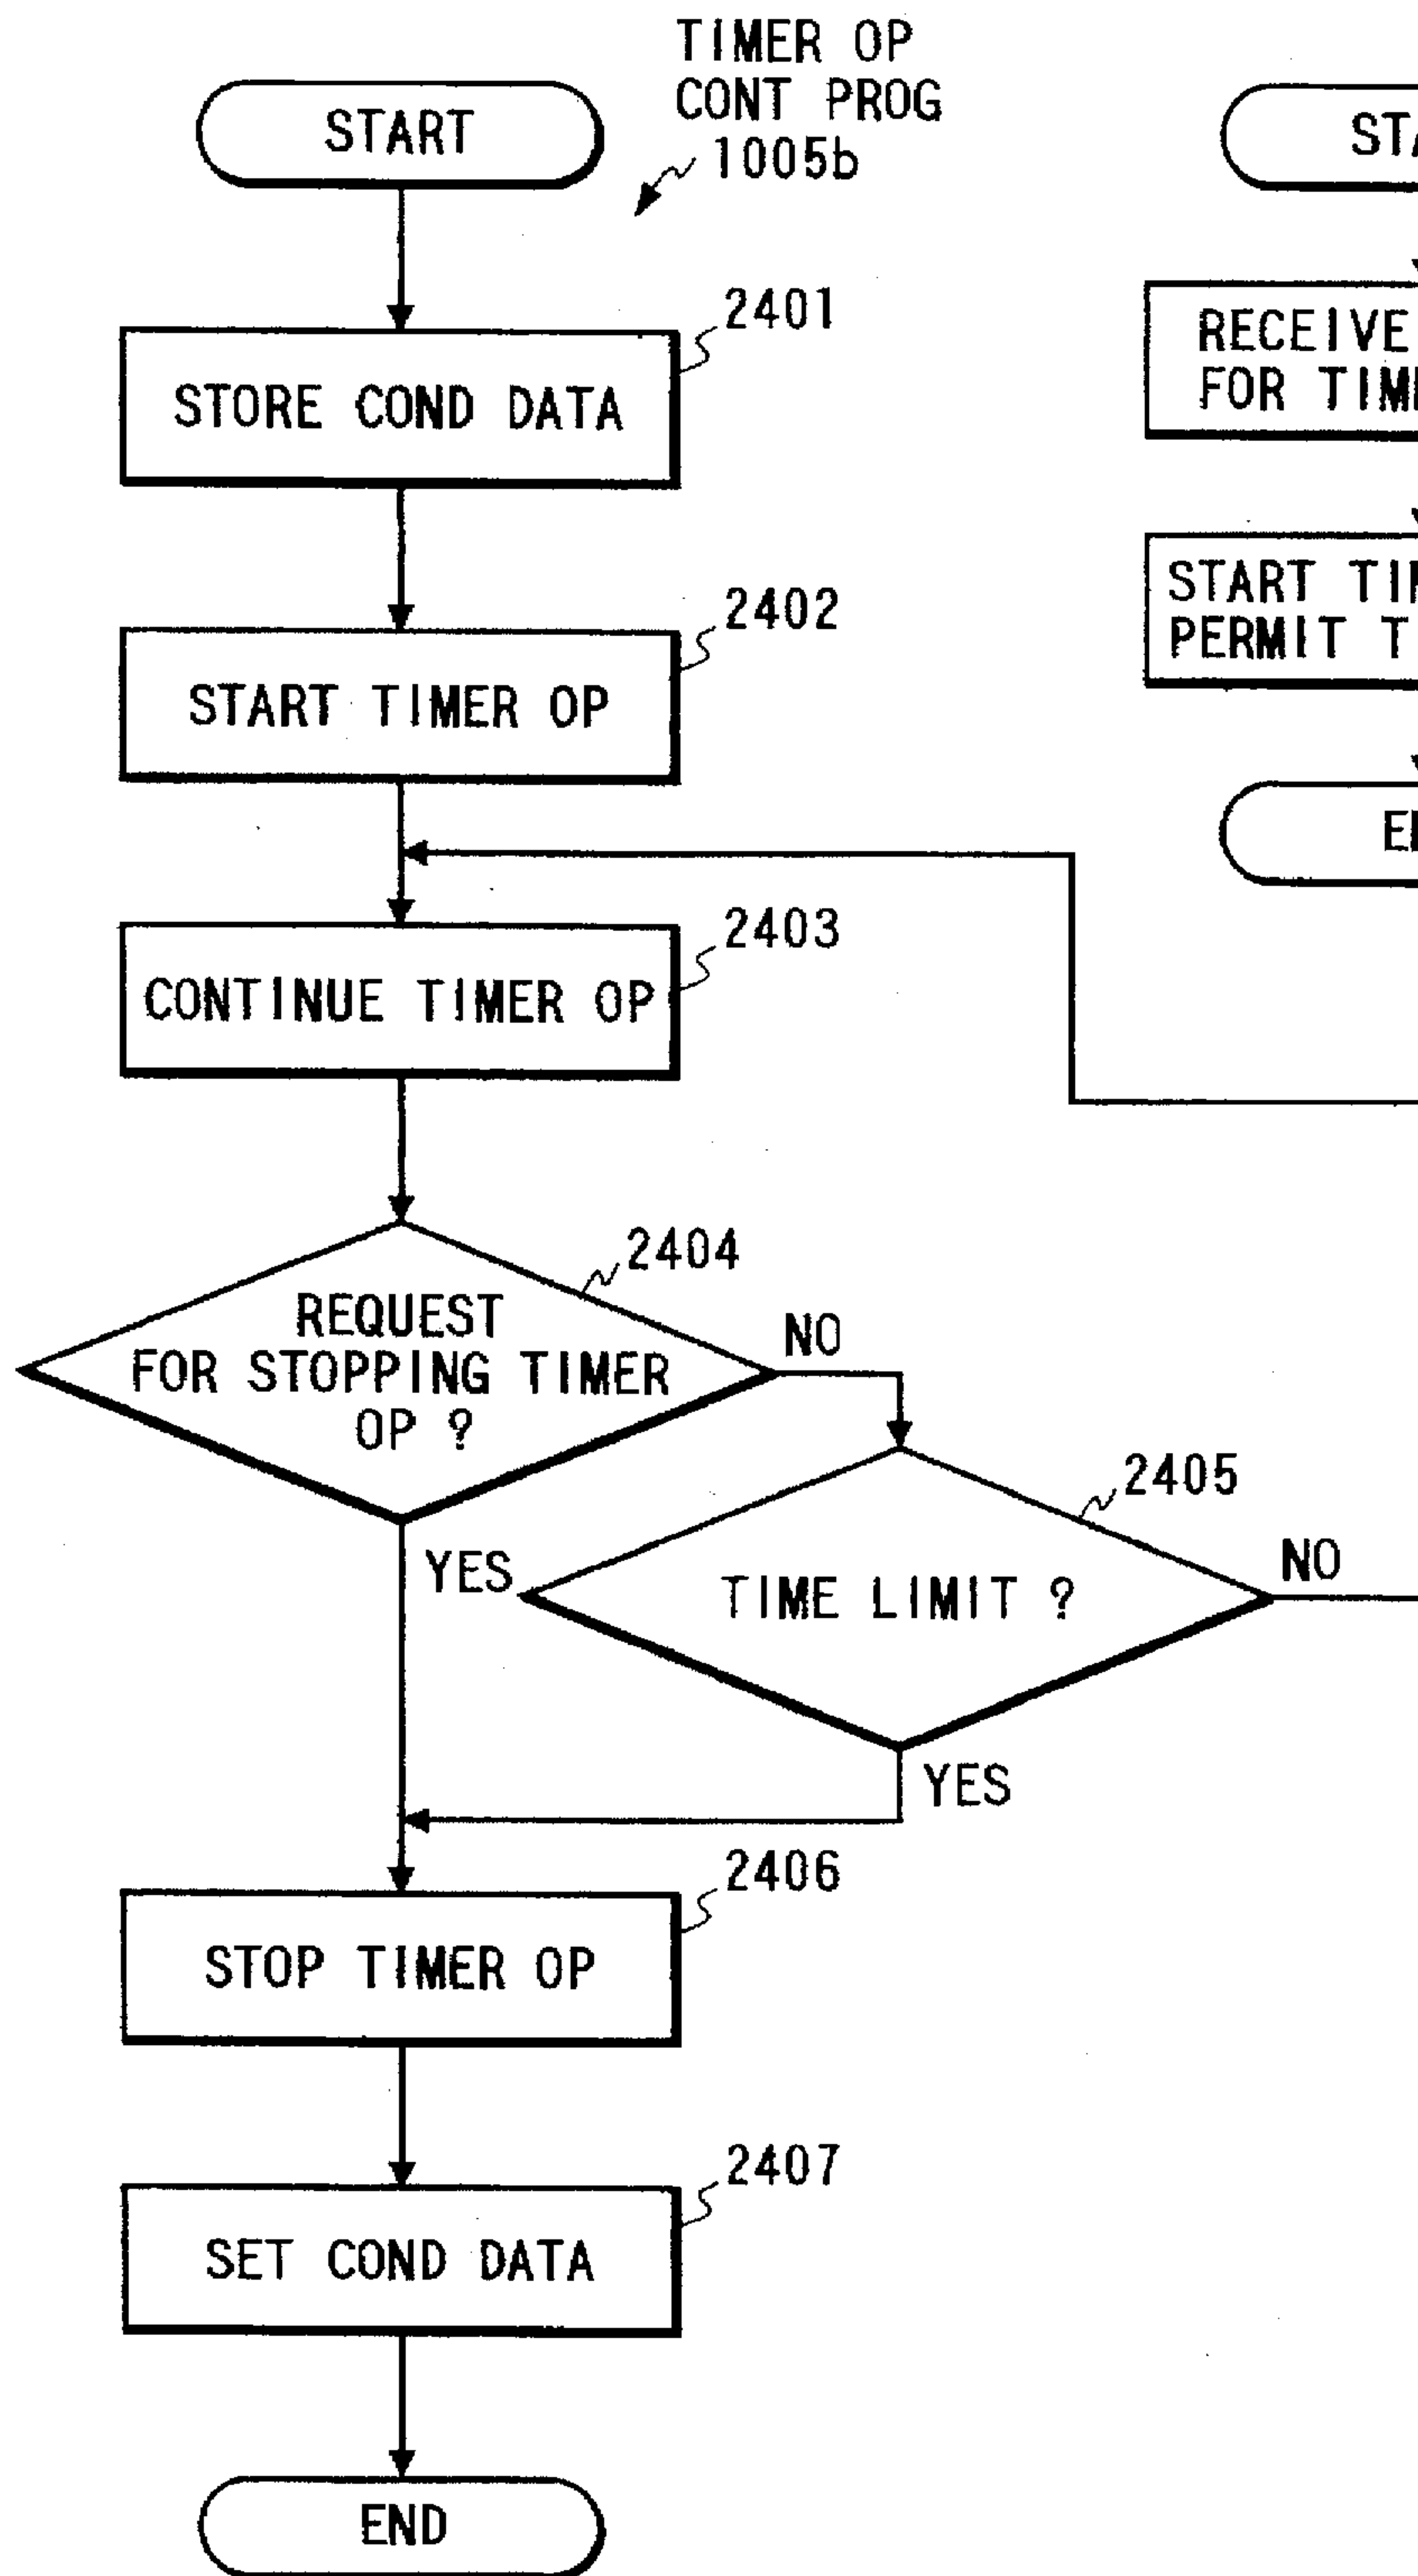 TIMER OP
CONT PROG
1005b
START
2401
STORE COND DATA
2402
START TIMER OP
2403
CONTINUE TIMER OP
2404
REQUEST
FOR STOPPING TIMER
OP ?
NO
YES
2405
TIME LIMIT ?
NO
YES
2406
STOP TIMER OP
2407
SET COND DATA
END
RECEIVE
FOR
START
PERMIT